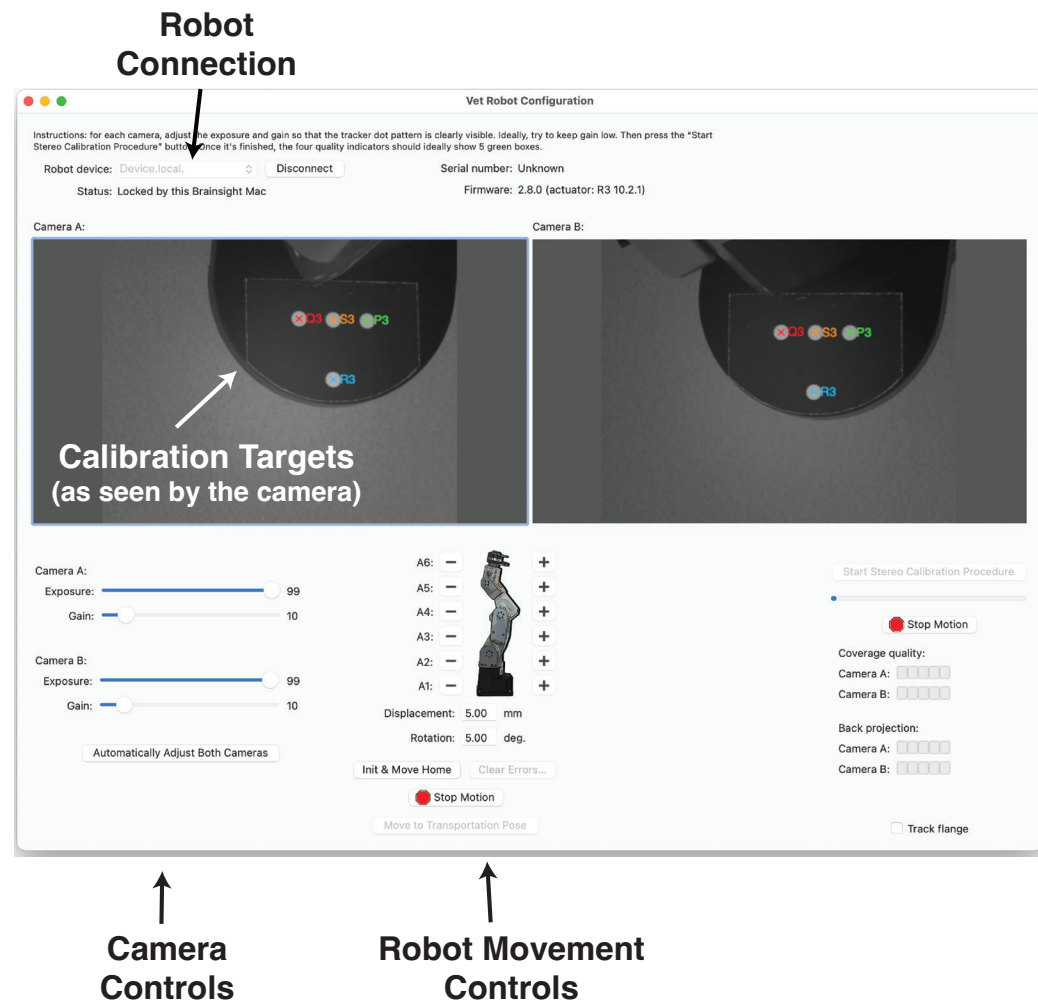 Robot
Connection
Vet Robot Configuration
Instructions: for each camera, adjust the exposure and gain so that the tracker dot pattern is clearly visible. Ideally, try to keep gain low. Then press the "Start
Stereo Calibration Procedure" button. Once it's finished, the four quality indicators should ideally show 5 green boxes.
Robot device: Device.local. Disconnect Serial number: Unknown
Status: Locked by this Brainsight Mac Firmware: 2.8.0 (actuator: R3 10.2.1)
Camera A: Camera B:
Q3 S3 P3
R3
Q3 S3 P3
R3
Calibration Targets
(as seen by the camera)
Camera A:
Exposure: 99
Gain: 10
Camera B:
Exposure: 99
Gain: 10
Automatically Adjust Both Cameras
A6: − +
A5: − +
A4: − +
A3: − +
A2: − +
A1: − +
Displacement: 5.00 mm
Rotation: 5.00 deg.
Init & Move Home Clear Errors...
Stop Motion
Move to Transportation Pose
Start Stereo Calibration Procedure
Stop Motion
Coverage quality:
Camera A:
Camera B:
Back projection:
Camera A:
Camera B:
Track flange
Camera
Controls
Robot Movement
Controls